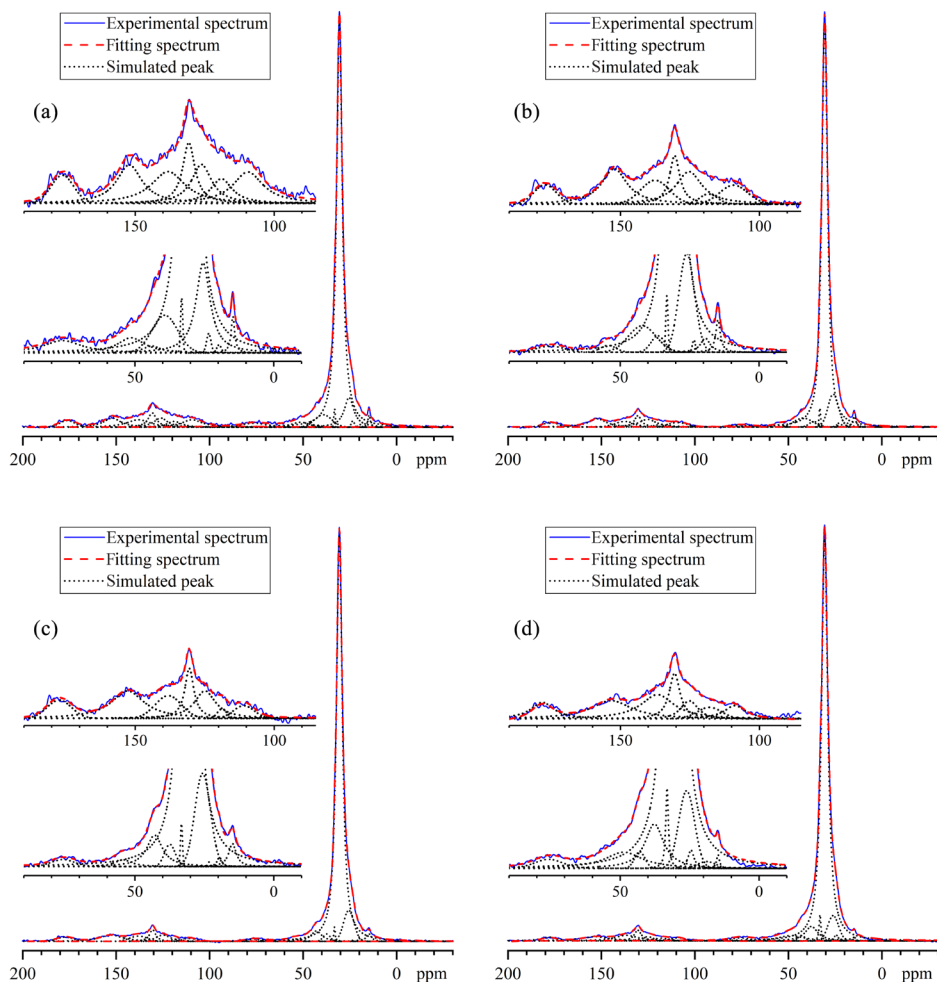 Experimental spectrum
Fitting spectrum
Simulated peak
(a)
150 100
50 0
200 150 100 50 0 ppm
Experimental spectrum
Fitting spectrum
Simulated peak
(b)
150 100
50 0
200 150 100 50 0 ppm
Experimental spectrum
Fitting spectrum
Simulated peak
(c)
150 100
50 0
200 150 100 50 0 ppm
Experimental spectrum
Fitting spectrum
Simulated peak
(d)
150 100
50 0
200 150 100 50 0 ppm